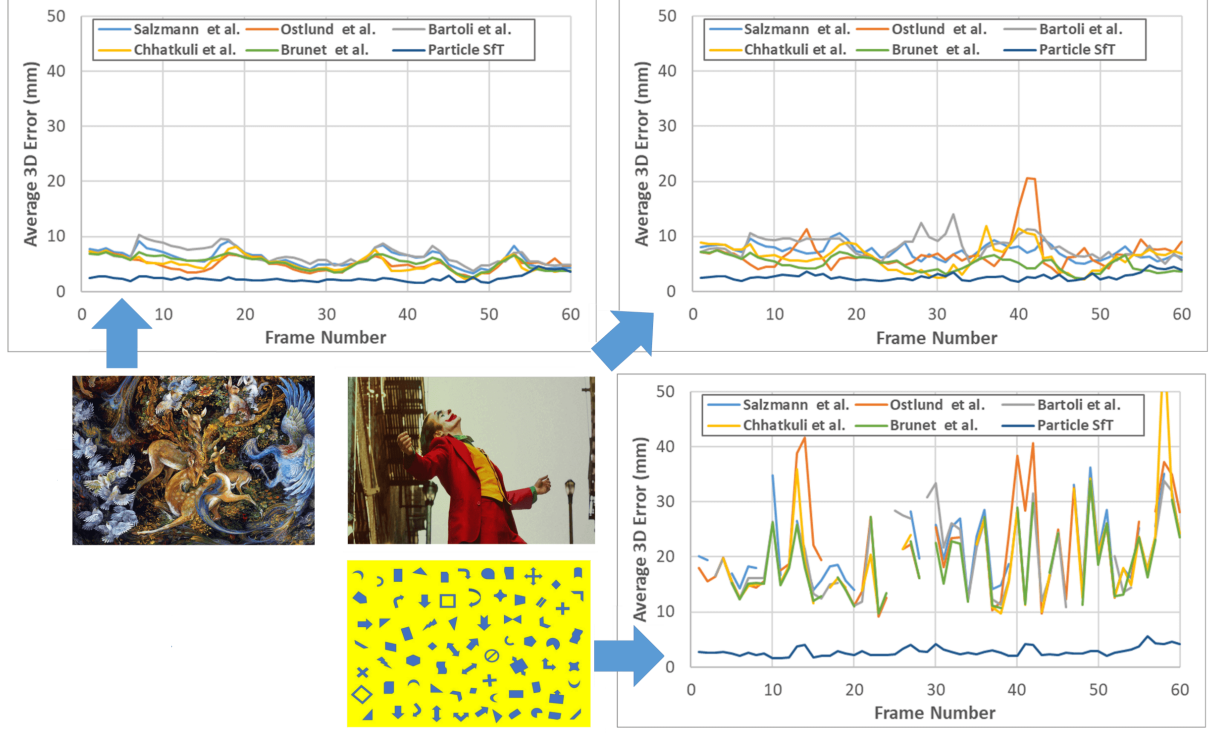 50
40
30
20
10
0
Average 3D Error (mm)
Salzmann et al.
Ostlund et al.
Bartoli et al.
Chhatkuli et al.
Brunet et al.
Particle SfT
0 10 20 30 40 50 60
Frame Number
50
40
30
20
10
0
Average 3D Error (mm)
Salzmann et al.
Ostlund et al.
Bartoli et al.
Chhatkuli et al.
Brunet et al.
Particle SfT
0 10 20 30 40 50 60
Frame Number
50
40
30
20
10
0
Average 3D Error (mm)
Salzmann et al.
Ostlund et al.
Bartoli et al.
Chhatkuli et al.
Brunet et al.
Particle SfT
0 10 20 30 40 50 60
Frame Number